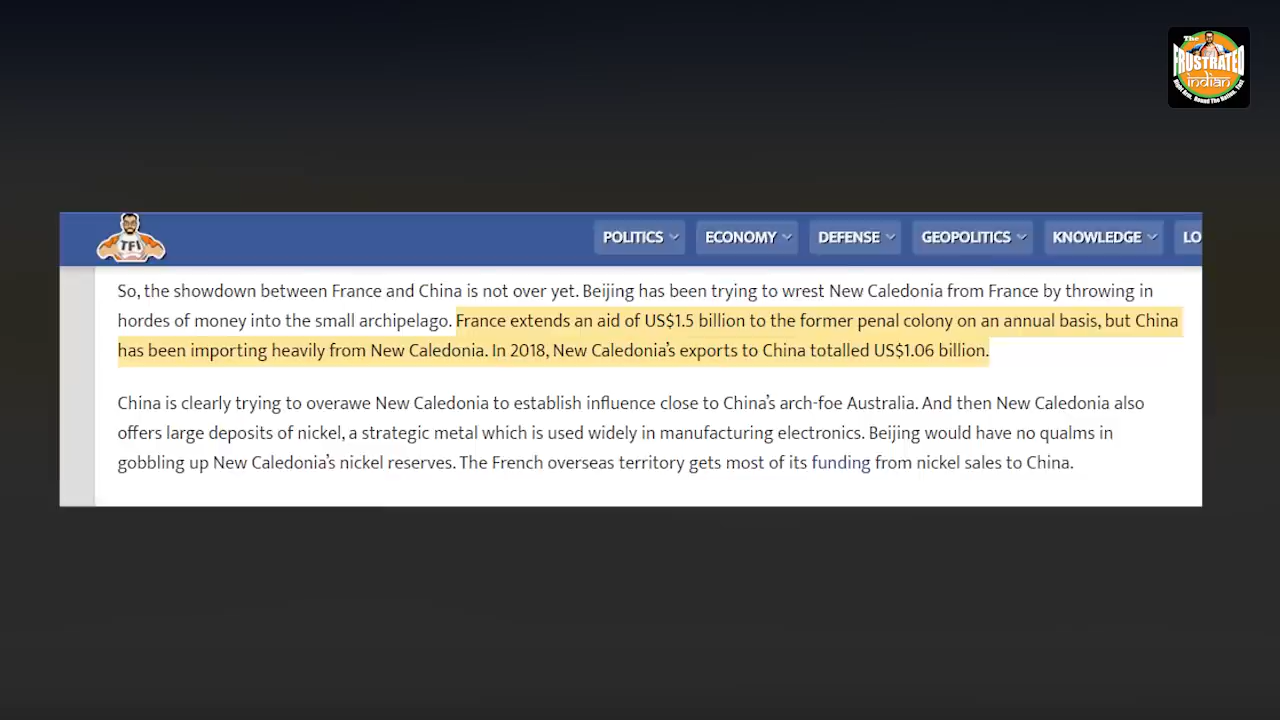 The
FRUSTRATED
indian
TFI
POLITICS ECONOMY DEFENSE GEOPOLITICS KNOWLEDGE LO
So, the showdown between France and China is not over yet. Beijing has been trying to wrest New Caledonia from France by throwing in
hordes of money into the small archipelago. France extends an aid of US$1.5 billion to the former penal colony on an annual basis, but China
has been importing heavily from New Caledonia. In 2018, New Caledonia’s exports to China totalled US$1.06 billion.
China is clearly trying to overawe New Caledonia to establish influence close to China’s arch-foe Australia. And then New Caledonia also
offers large deposits of nickel, a strategic metal which is used widely in manufacturing electronics. Beijing would have no qualms in
gobbling up New Caledonia’s nickel reserves. The French overseas territory gets most of its funding from nickel sales to China.